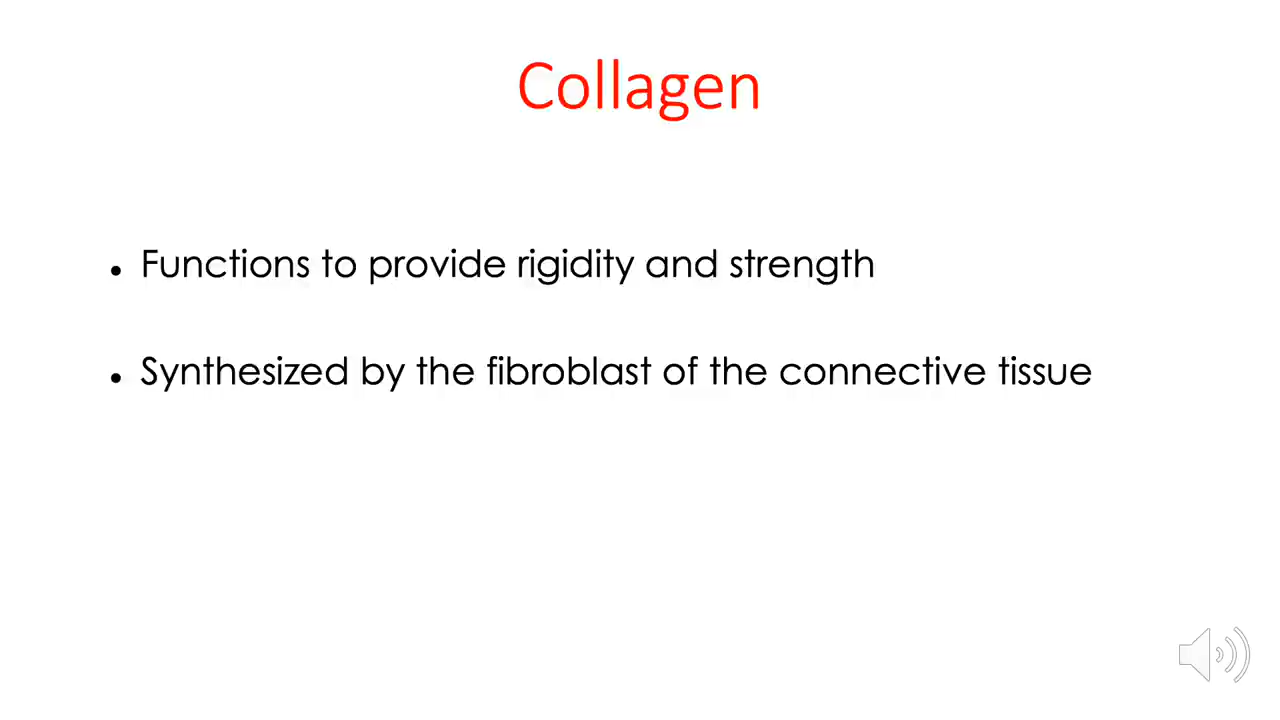 Collagen
• Functions to provide rigidity and strength
• Synthesized by the fibroblast of the connective tissue